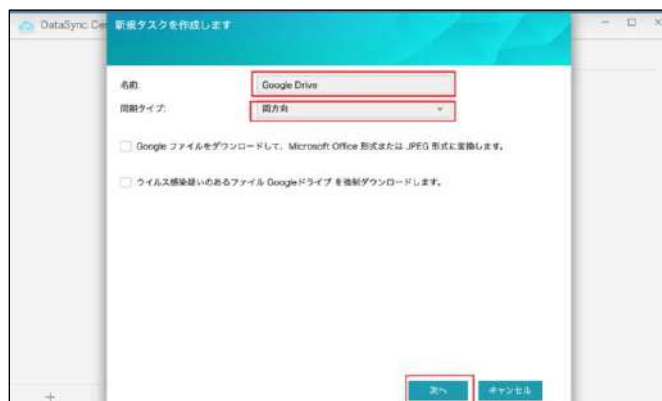 DataSync Ce
新規タスクを作成します
名前:
Google Drive
同期タイプ:
両方向
Google ファイルをダウンロードして、Microsoft Office 形式または JPEG 形式に変換します。
ウイルス感染疑いのあるファイル Googleドライブ を強制ダウンロードします。
次へ
キャンセル